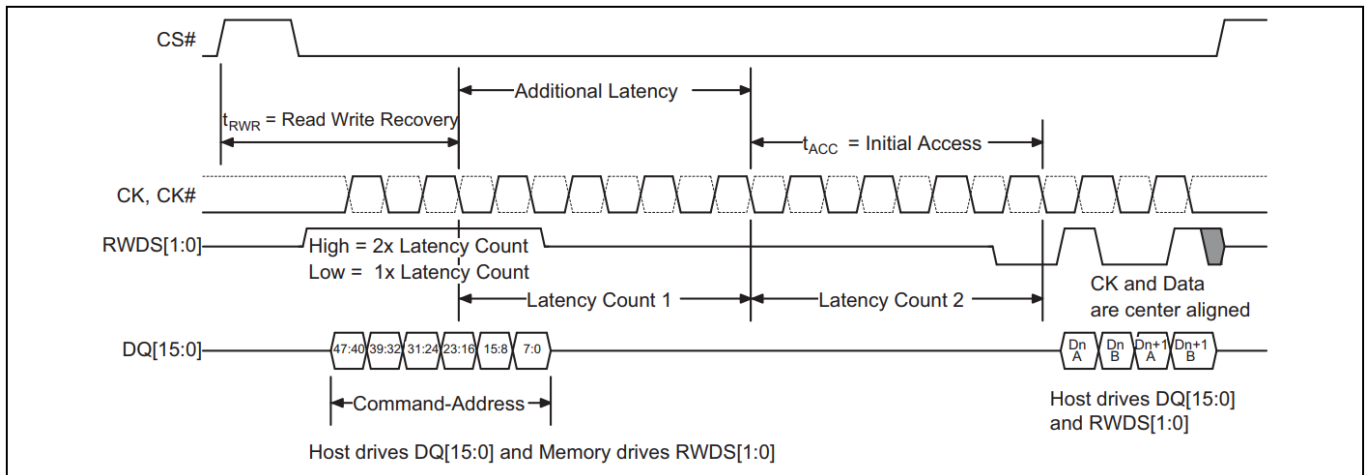 CS#
Additional Latency
tRWR = Read Write Recovery
tACC = Initial Access
CK, CK#
RWDS[1:0]
High = 2x Latency Count
Low = 1x Latency Count
Latency Count 1
Latency Count 2
CK and Data
are center aligned
DQ[15:0]
47:40 39:32 31:24 23:16 15:8 7:0
Dn A Dn B Dn+1 A Dn+1 B
Command-Address
Host drives DQ[15:0]
and RWDS[1:0]
Host drives DQ[15:0] and Memory drives RWDS[1:0]